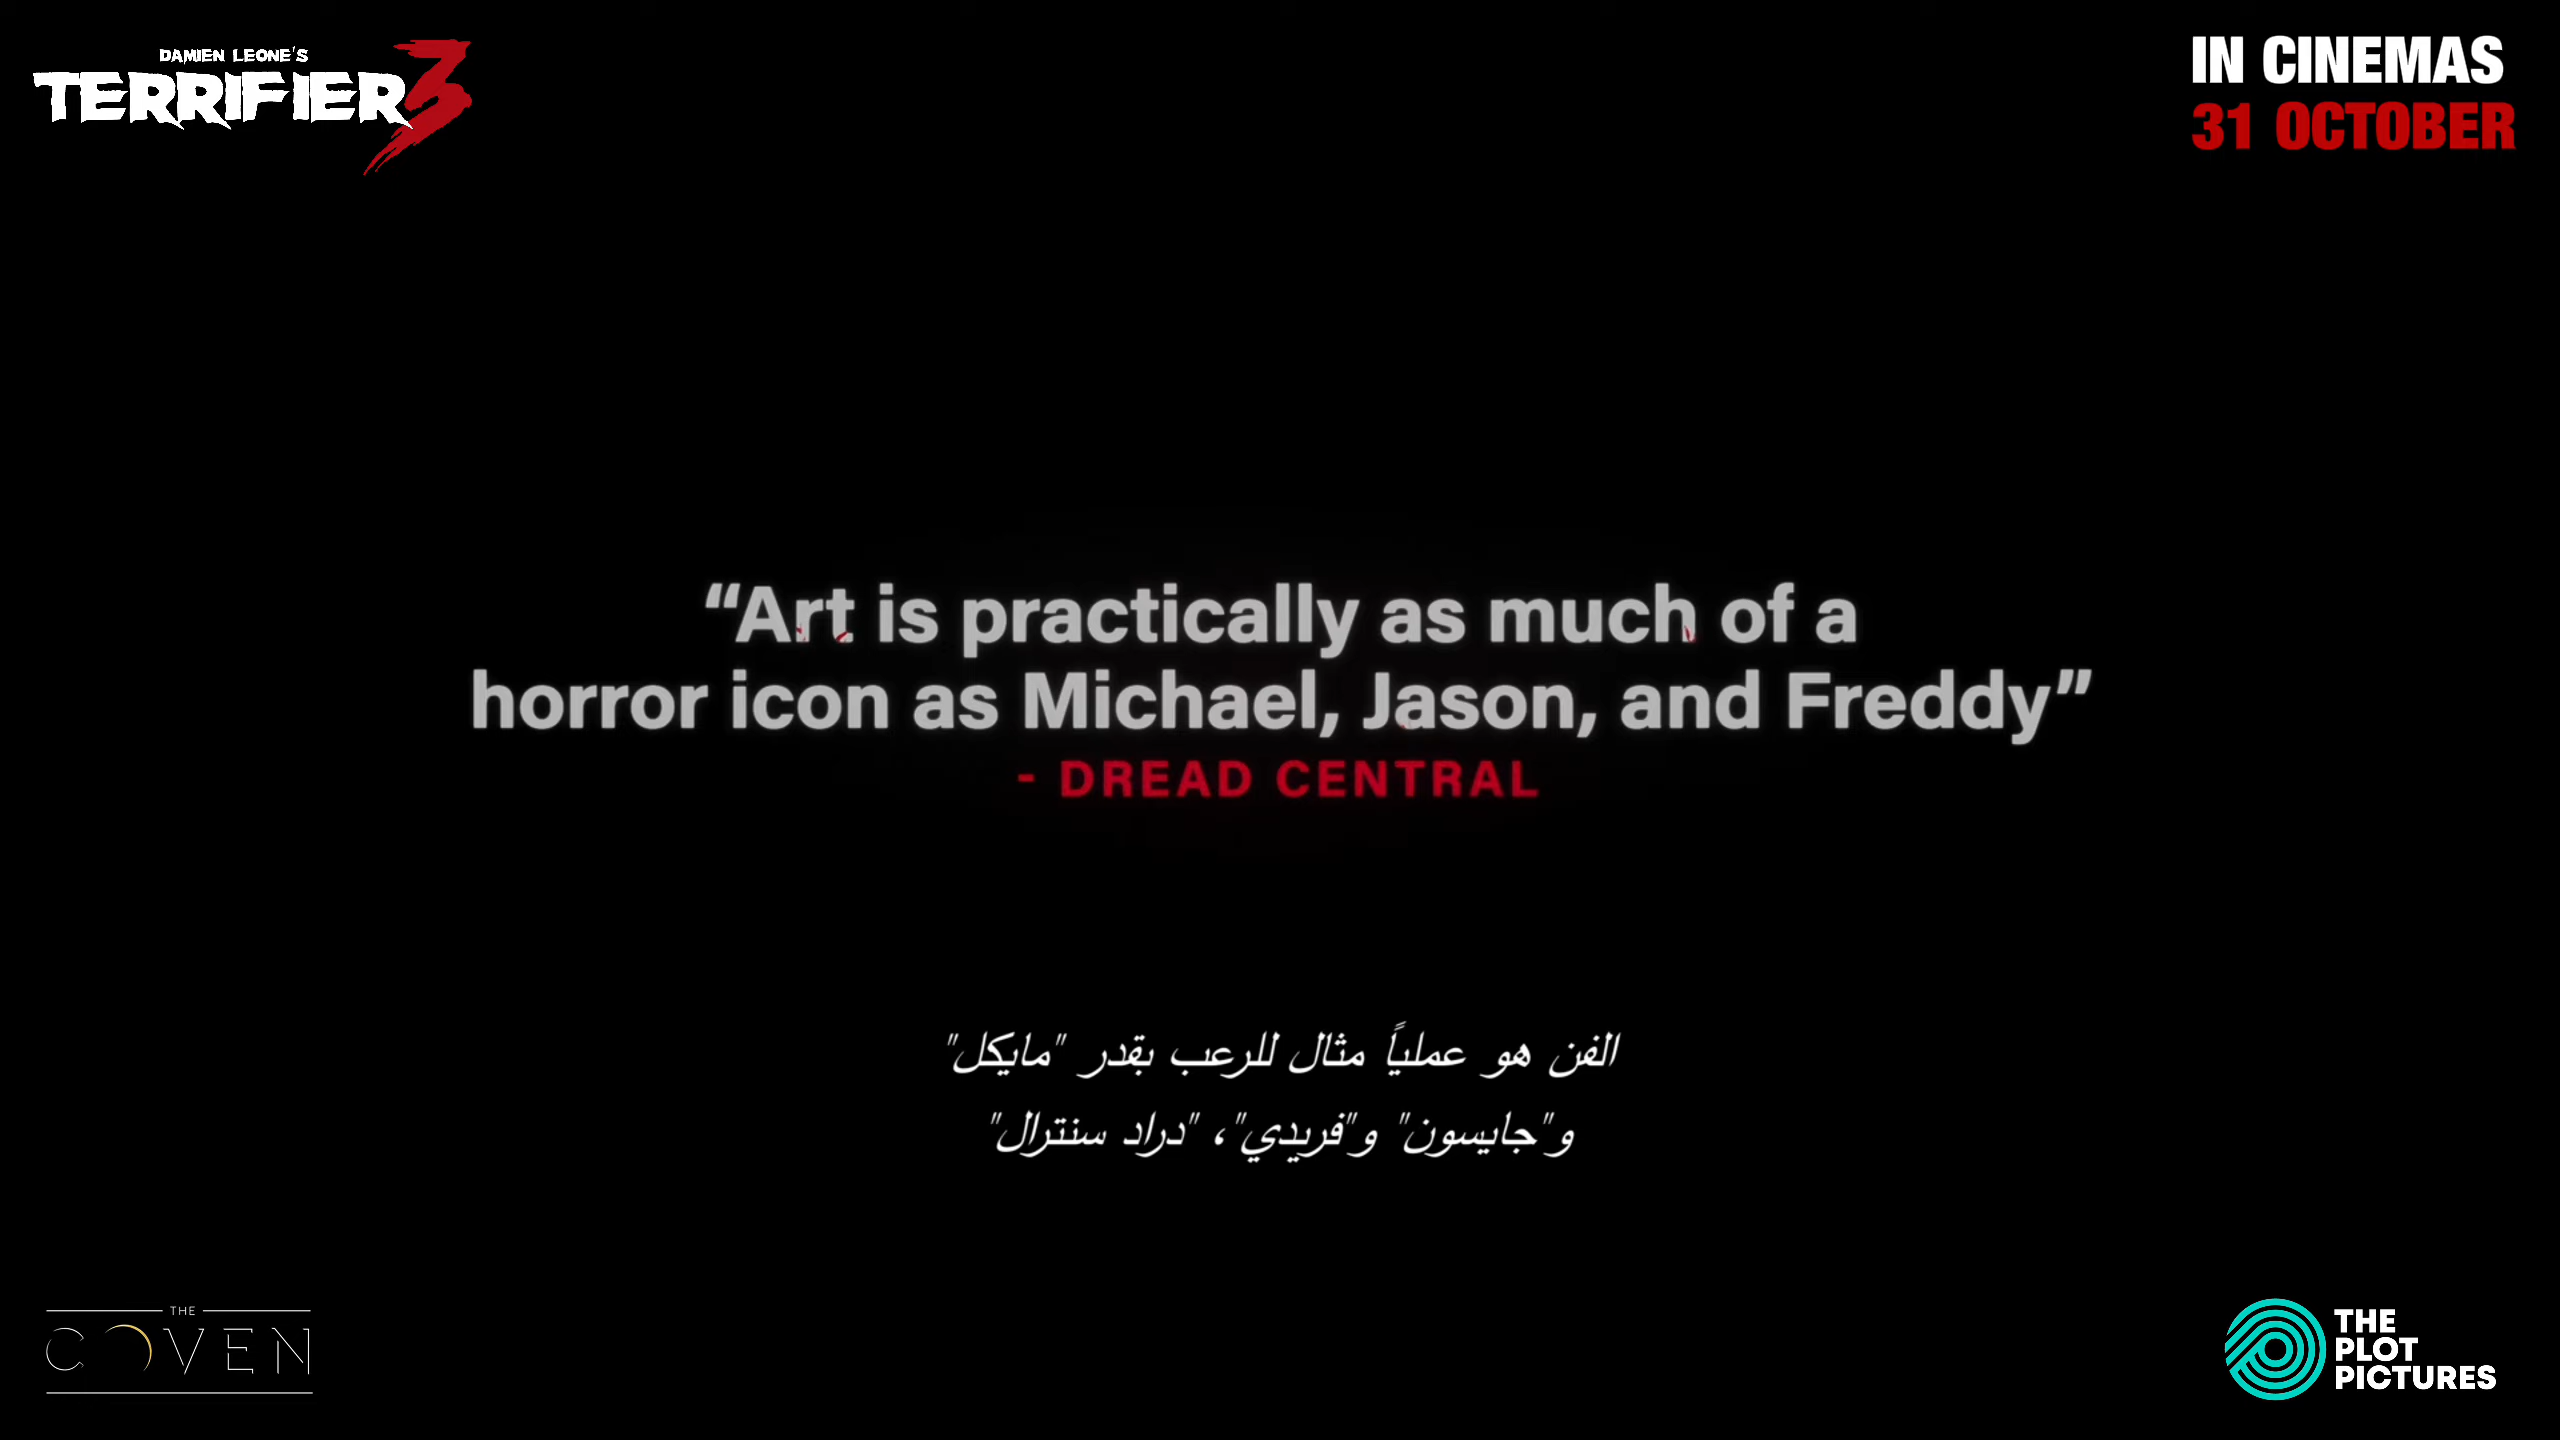 DAMIEN LEONE'S
TERRIFIER 3
IN CINEMAS
31 OCTOBER
“Art is practically as much of a
horror icon as Michael, Jason, and Freddy”
- DREAD CENTRAL
الفن هو عملياً مثال للرعب بقدر "مايكل"
و"جايسون" و"فريدي"، "دراد سنترال"
THE
COVEN
THE
PLOT
PICTURES